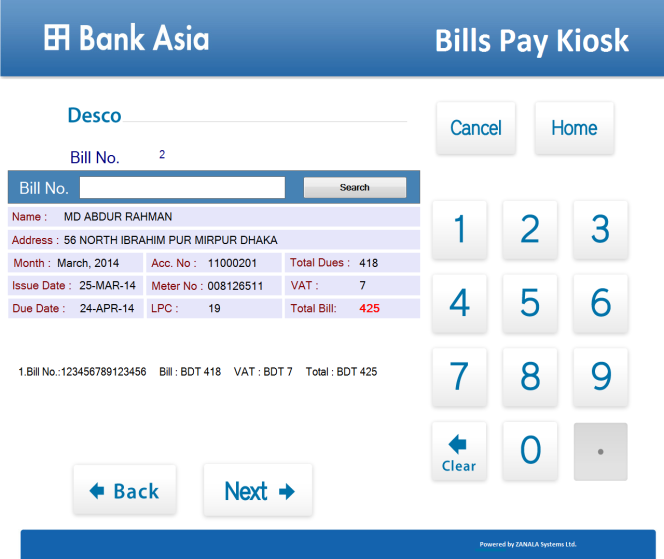 Bank Asia
Bills Pay Kiosk
Desco
Cancel
Home
Bill No. 2
Bill No. Search
Name : MD ABDUR RAHMAN
Address : 56 NORTH IBRAHIM PUR MIRPUR DHAKA
Month : March, 2014 Acc. No : 11000201 Total Dues : 418
Issue Date : 25-MAR-14 Meter No : 008126511 VAT : 7
Due Date : 24-APR-14 LPC : 19 Total Bill: 425
1.Bill No.:123456789123456 Bill : BDT 418 VAT : BDT 7 Total : BDT 425
1 2 3
4 5 6
7 8 9
Clear 0 .
Back
Next
Powered by ZANALA Systems Ltd.